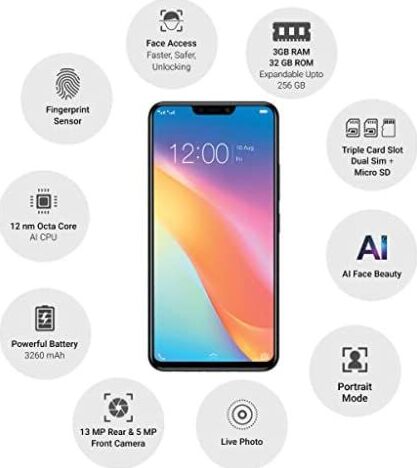 Face Access
Faster, Safer,
Unlocking
3GB RAM
32 GB ROM
Expandable Upto
256 GB
Fingerprint
Sensor
Triple Card Slot
Dual Sim +
Micro SD
12:00
10 Aug
12 nm Octa Core
AI CPU
AI
AI Face Beauty
Powerful Battery
3260 mAh
Portrait
Mode
13 MP Rear & 5 MP
Front Camera
Live Photo